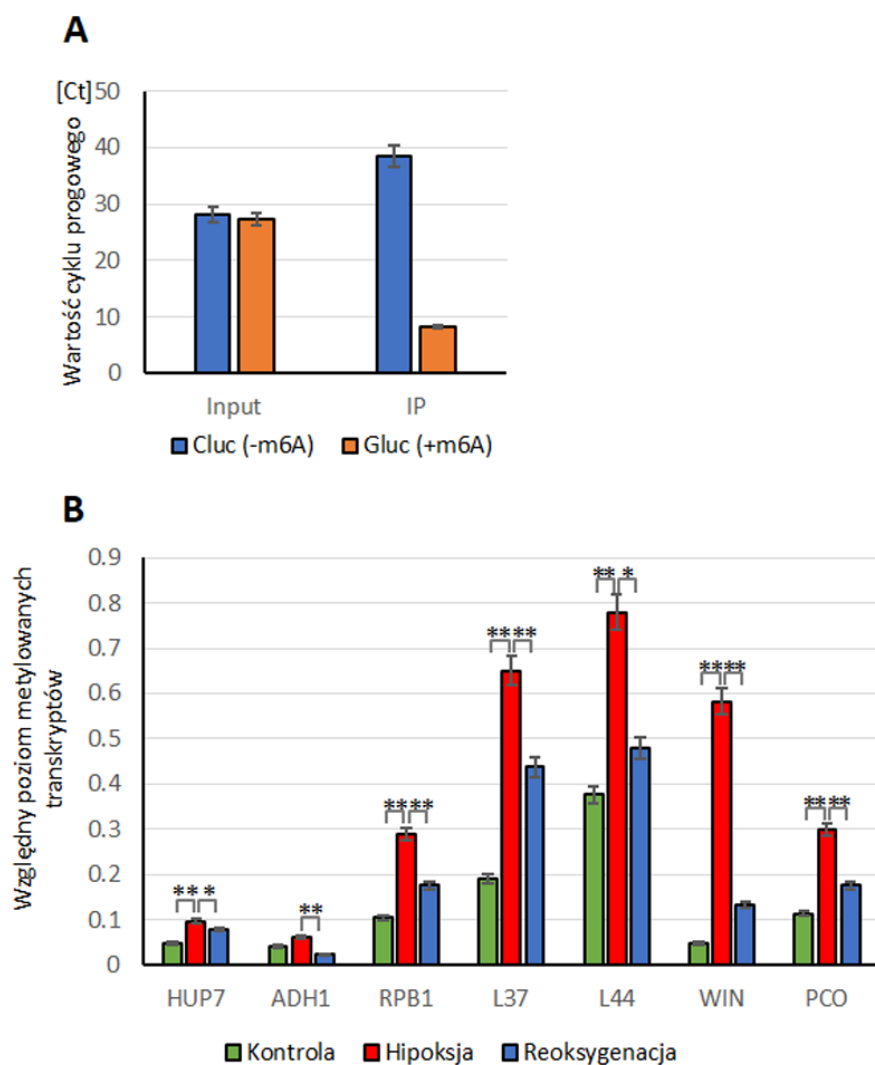 A
[Ct]
Wartość cyklu progowego
50
40
30
20
10
0
Input IP
Cluc (-m6A) Gluc (+m6A)
B
Względny poziom metylowanych
transkryptów
0.9
0.8
0.7
0.6
0.5
0.4
0.3
0.2
0.1
0
** *
**
** **
** **
** *
** **
** **
HUP7 ADH1 RPB1 L37 L44 WIN PCO
Kontrola Hipoksja Reoksygenacja